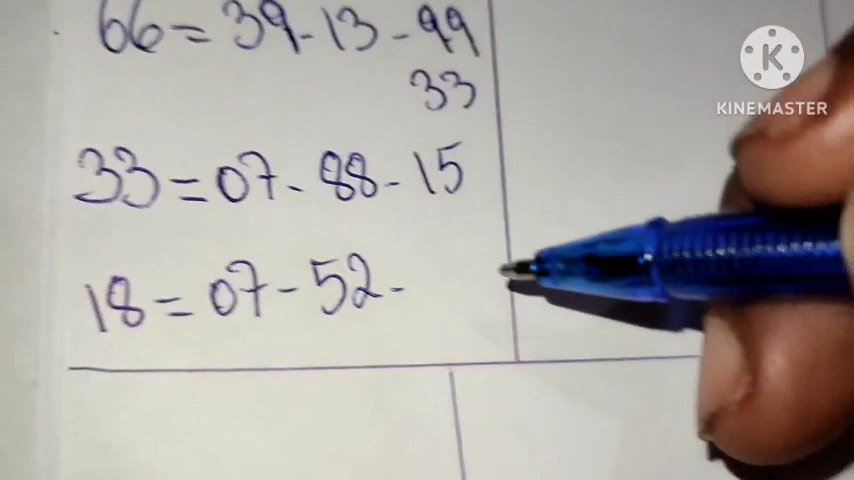 66 = 39 - 13 - 99
33
33 = 07 - 88 - 15
18 = 07 - 52 -
KINEMASTER